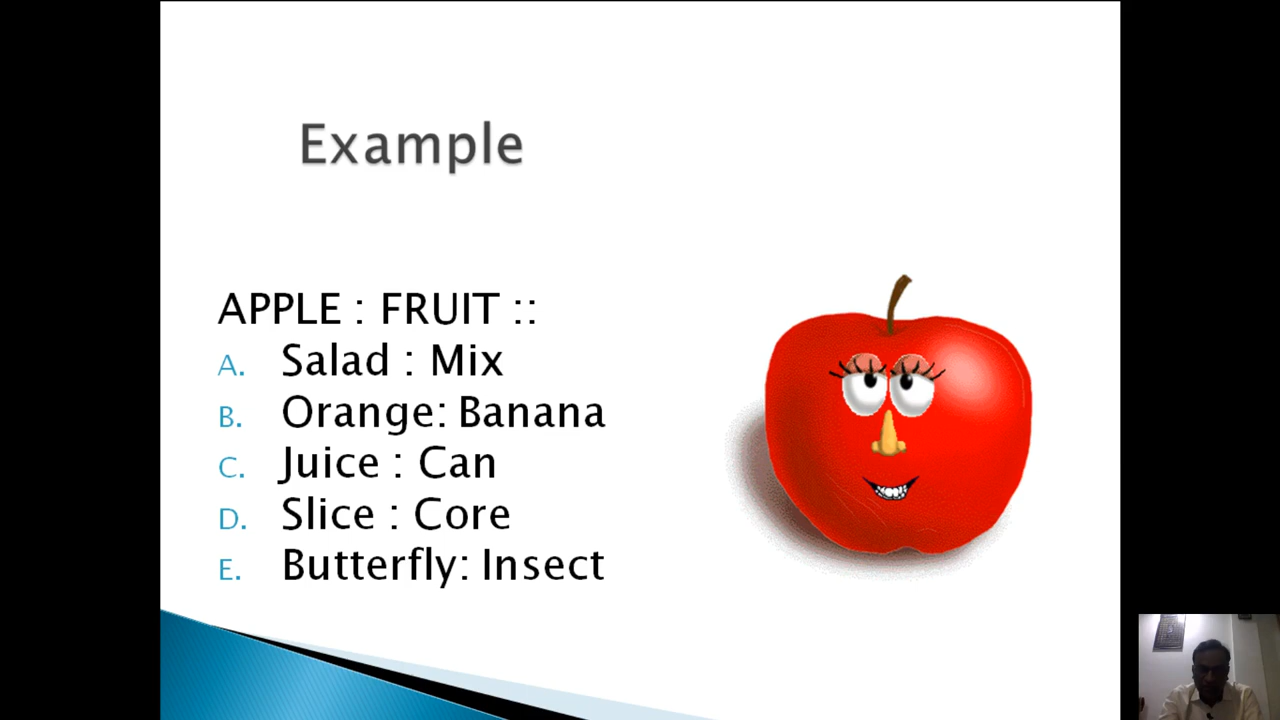 Example
APPLE : FRUIT ::
A. Salad : Mix
B. Orange: Banana
C. Juice : Can
D. Slice : Core
E. Butterfly: Insect